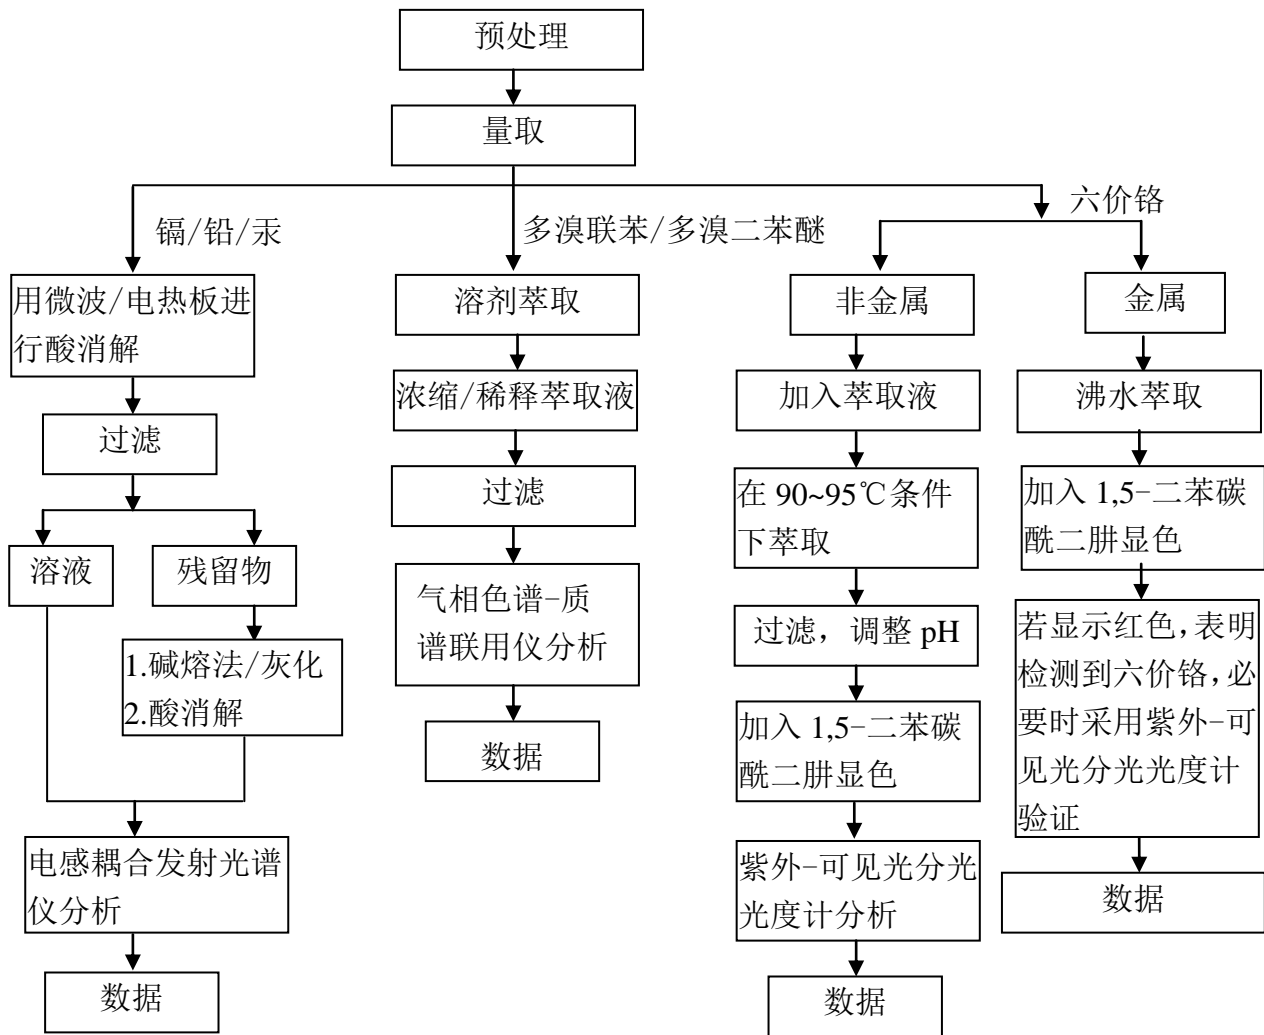 预处理
量取
镉/铅/汞
多溴联苯/多溴二苯醚
六价铬
用微波/电热板进
行酸消解
过滤
溶液
残留物
1.碱熔法/灰化
2.酸消解
电感耦合发射光谱
仪分析
数据
溶剂萃取
浓缩/稀释萃取液
过滤
气相色谱-质
谱联用仪分析
数据
非金属
加入萃取液
在 90~95℃条件
下萃取
过滤，调整 pH
加入 1,5-二苯碳
酰二肼显色
紫外-可见光分光
光度计分析
数据
金属
沸水萃取
加入 1,5-二苯碳
酰二肼显色
若显示红色，表明
检测到六价铬，必
要时采用紫外-可
见光分光光度计
验证
数据